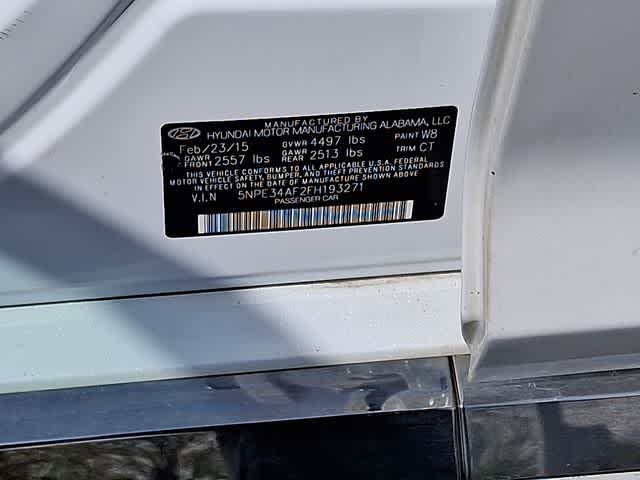 MANUFACTURED BY
HYUNDAI MOTOR MANUFACTURING ALABAMA, LLC
Feb/23/15 GVWR 4497 lbs PAINT W8
GAWR FRONT 2557 lbs GAWR REAR 2513 lbs TRIM CT
THIS VEHICLE CONFORMS TO ALL APPLICABLE U.S.A. FEDERAL
MOTOR VEHICLE SAFETY, BUMPER, AND THEFT PREVENTION STANDARDS
IN EFFECT ON THE DATE OF MANUFACTURE SHOWN ABOVE.
V.I.N 5NPE34AF2FH193271
PASSENGER CAR